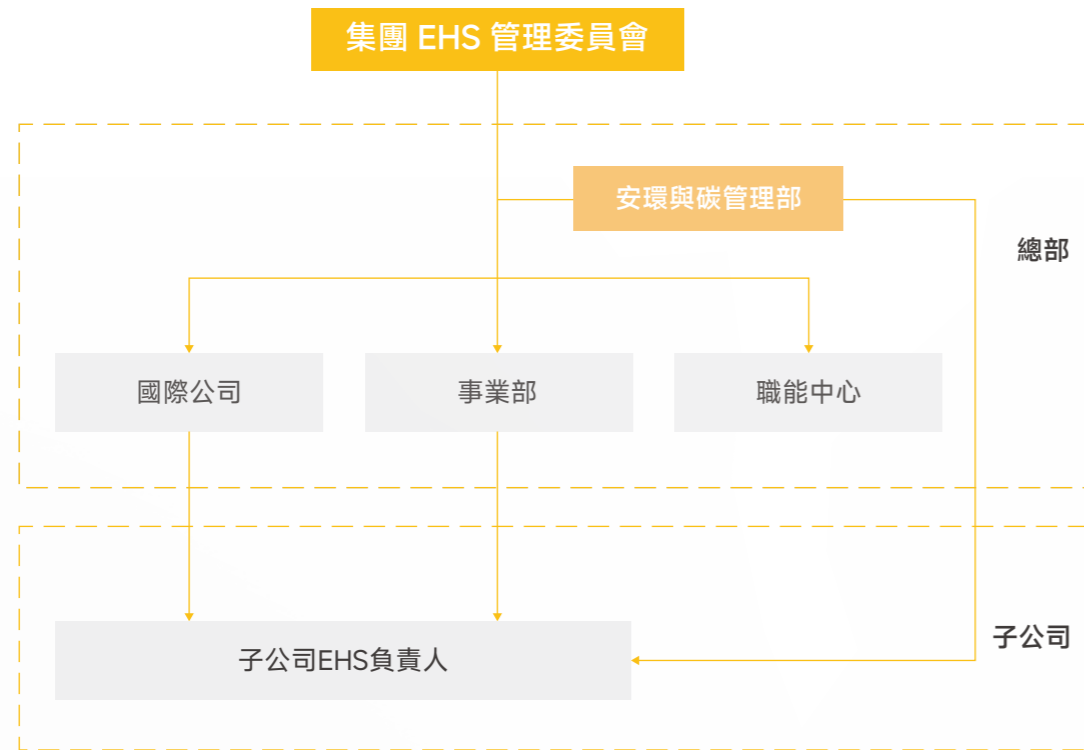 集團 EHS 管理委員會
安環與碳管理部
總部
國際公司
事業部
職能中心
子公司
子公司EHS負責人